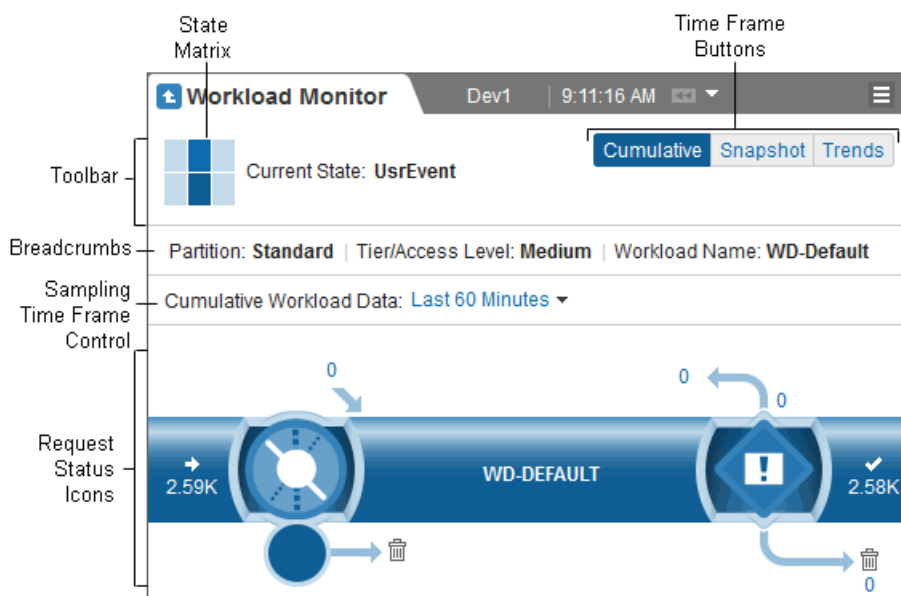 State
Matrix
Time Frame
Buttons
Workload Monitor
Dev1
9:11:16 AM
Toolbar
Current State: UsrEvent
Cumulative
Snapshot
Trends
Breadcrumbs
Partition: Standard | Tier/Access Level: Medium | Workload Name: WD-Default
Sampling
Time Frame
Control
Cumulative Workload Data: Last 60 Minutes
Request
Status
Icons
0
0
0
2.59K
WD-DEFAULT
!
2.58K
0